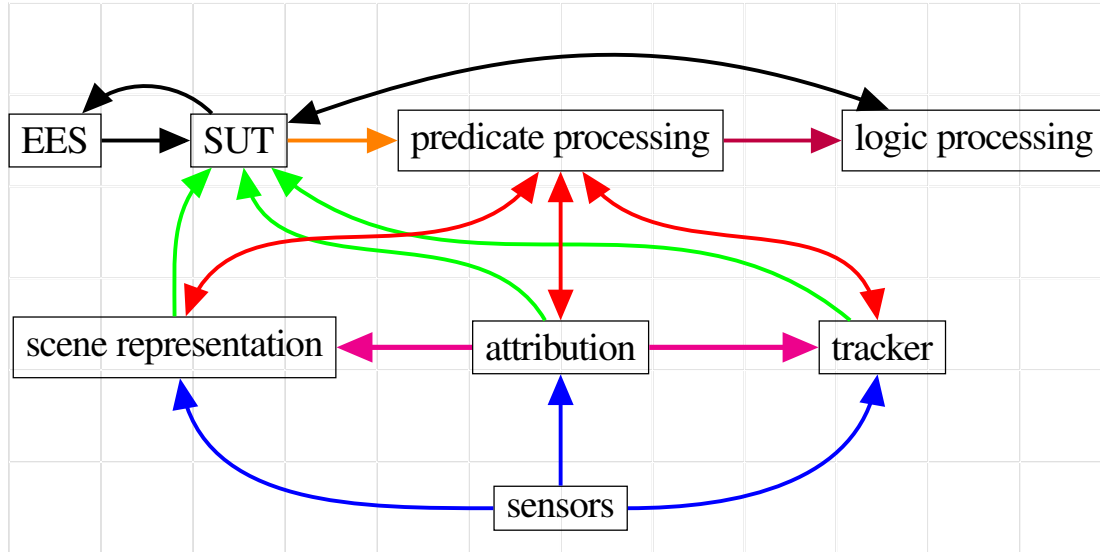 EES
SUT
predicate processing
logic processing
scene representation
attribution
tracker
sensors